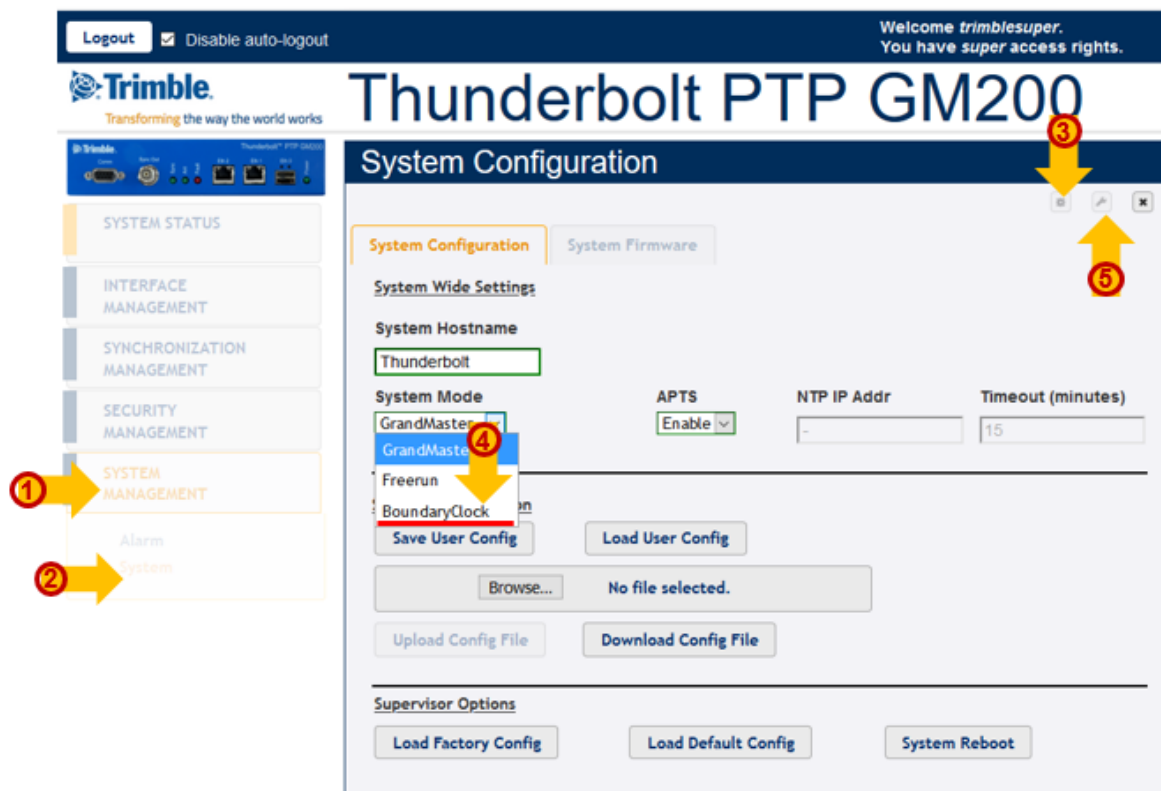 Logout Disable auto-logout
Welcome trimblesuper.
You have super access rights.
Trimble.
Transforming the way the world works
Thunderbolt PTP GM200
Trimble.
System Configuration
3
SYSTEM STATUS
System Configuration System Firmware
5
INTERFACE
MANAGEMENT
System Wide Settings
System Hostname
Thunderbolt
SYNCHRONIZATION
MANAGEMENT
System Mode APTS NTP IP Addr Timeout (minutes)
GrandMaster Enable - 15
SECURITY
MANAGEMENT
4
GrandMaste
Freerun
BoundaryClock
on
1
SYSTEM
MANAGEMENT
Save User Config Load User Config
Alarm
2
System
Browse... No file selected.
Upload Config File Download Config File
Supervisor Options
Load Factory Config Load Default Config System Reboot